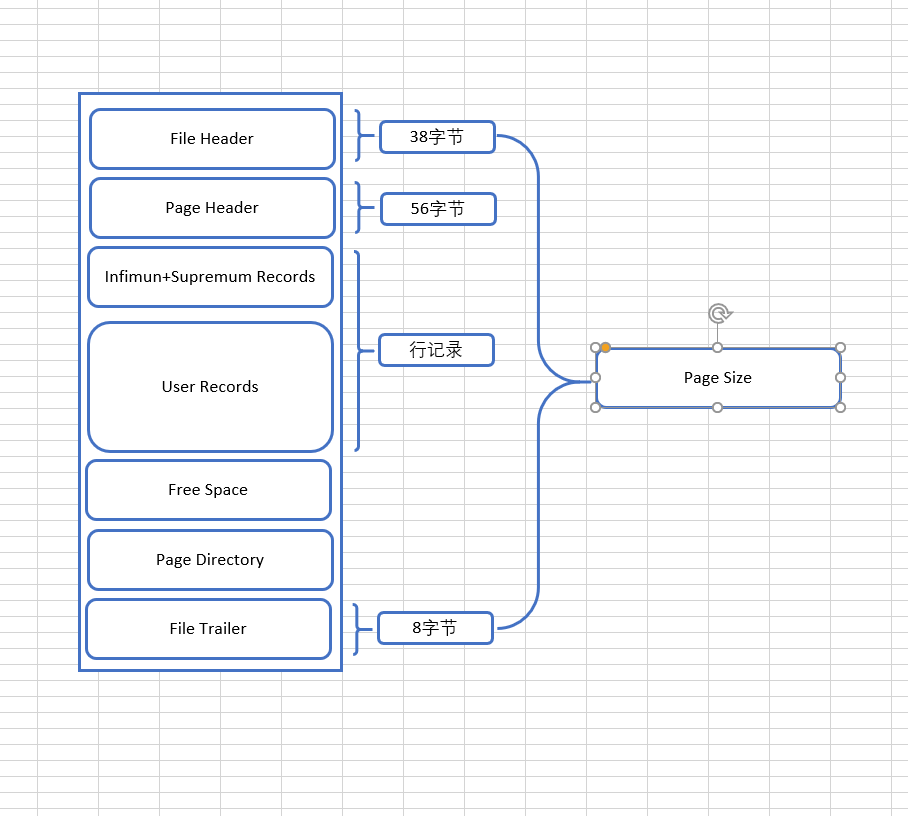 File Header
38字节
Page Header
56字节
Infimun+Supremum Records
User Records
行记录
Page Size
Free Space
Page Directory
File Trailer
8字节